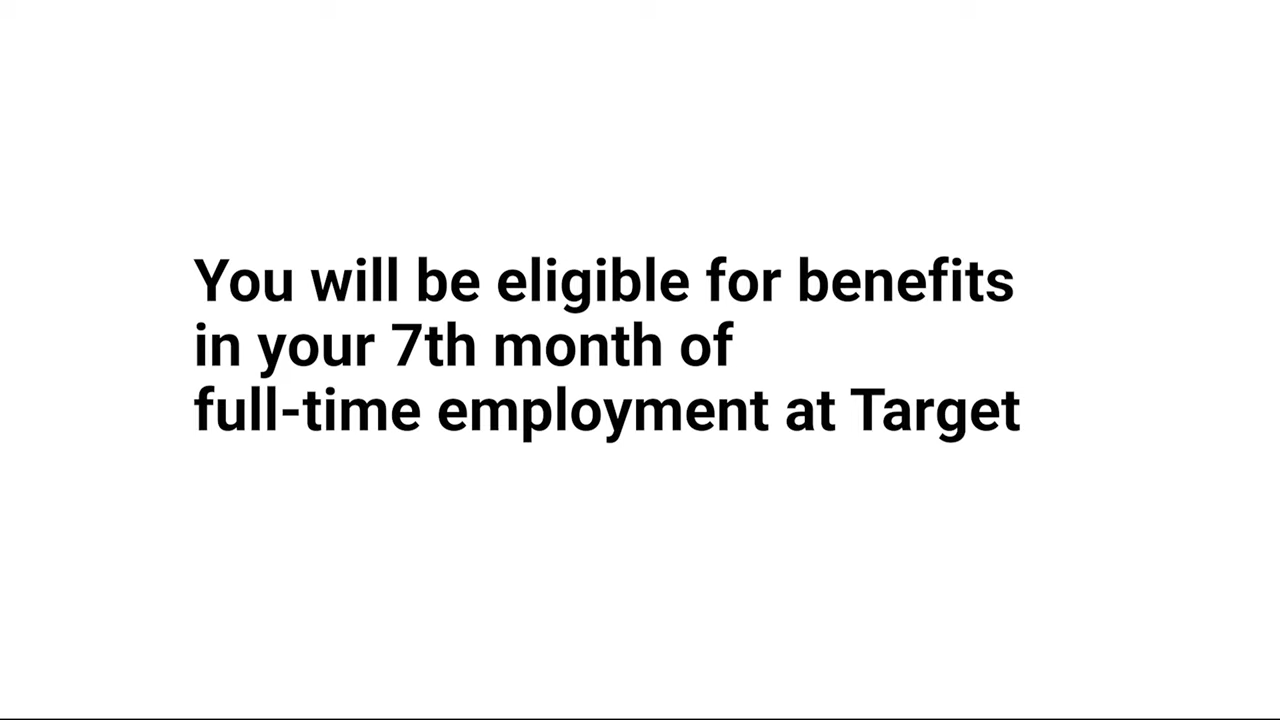 You will be eligible for benefits
in your 7th month of
full-time employment at Target